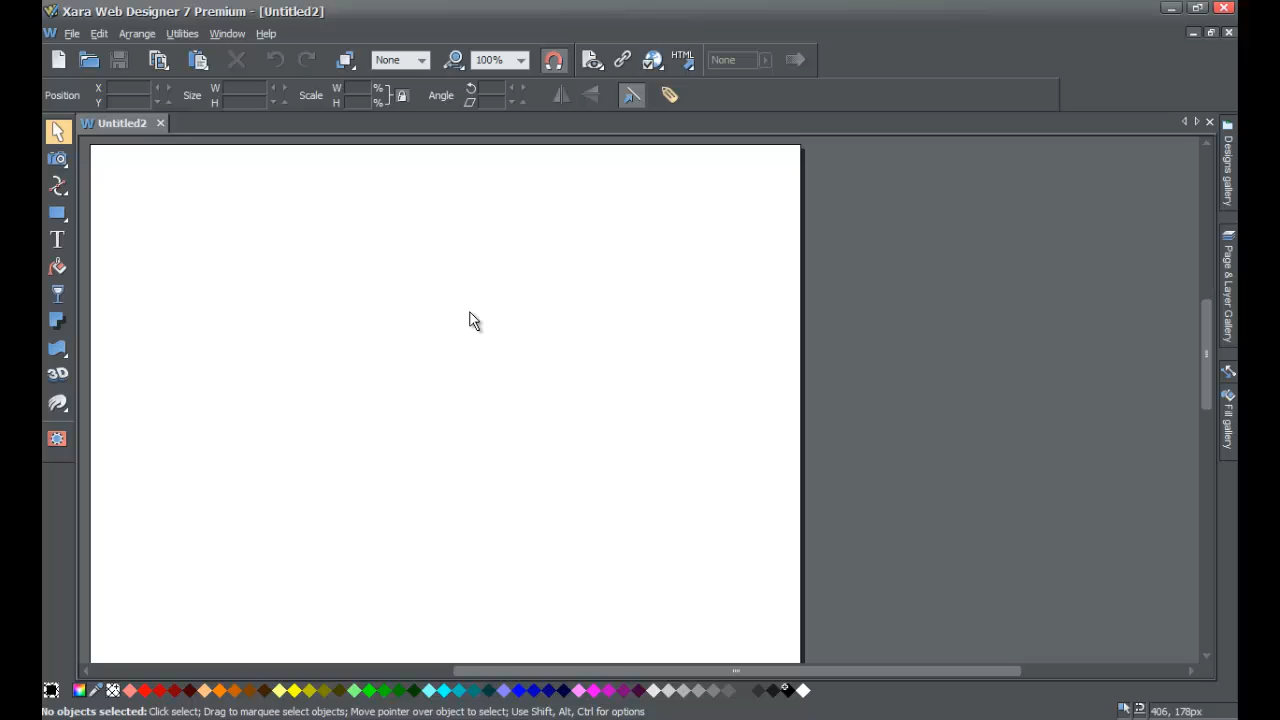 Xara Web Designer 7 Premium - [Untitled2]
File Edit Arrange Utilities Window Help
None 100% HTML None
Position X Y Size W H Scale W H % % Angle
Untitled2
T
3D
Designs gallery
Page & Layer Gallery
Fill gallery
No objects selected: Click select; Drag to marquee select objects; Move pointer over object to select; Use Shift, Alt, Ctrl for options
406, 178px